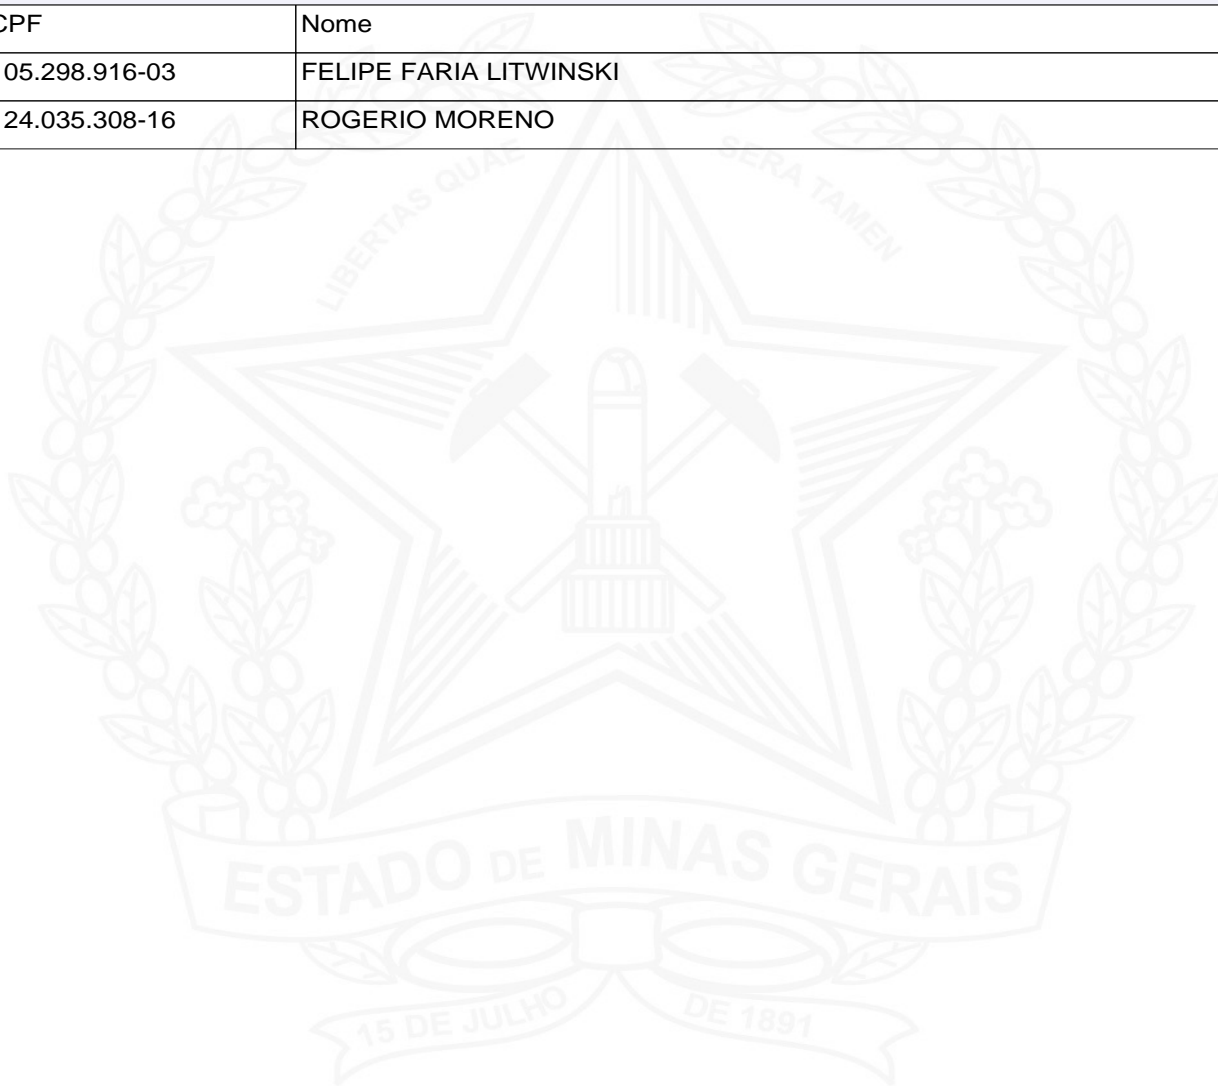 CPF Nome
05.298.916-03 FELIPE FARIA LITWINSKI
24.035.308-16 ROGERIO MORENO
LIBERTAS QUAE SERA TAMEN
ESTADO DE MINAS GERAIS
15 DE JULHO DE 1891